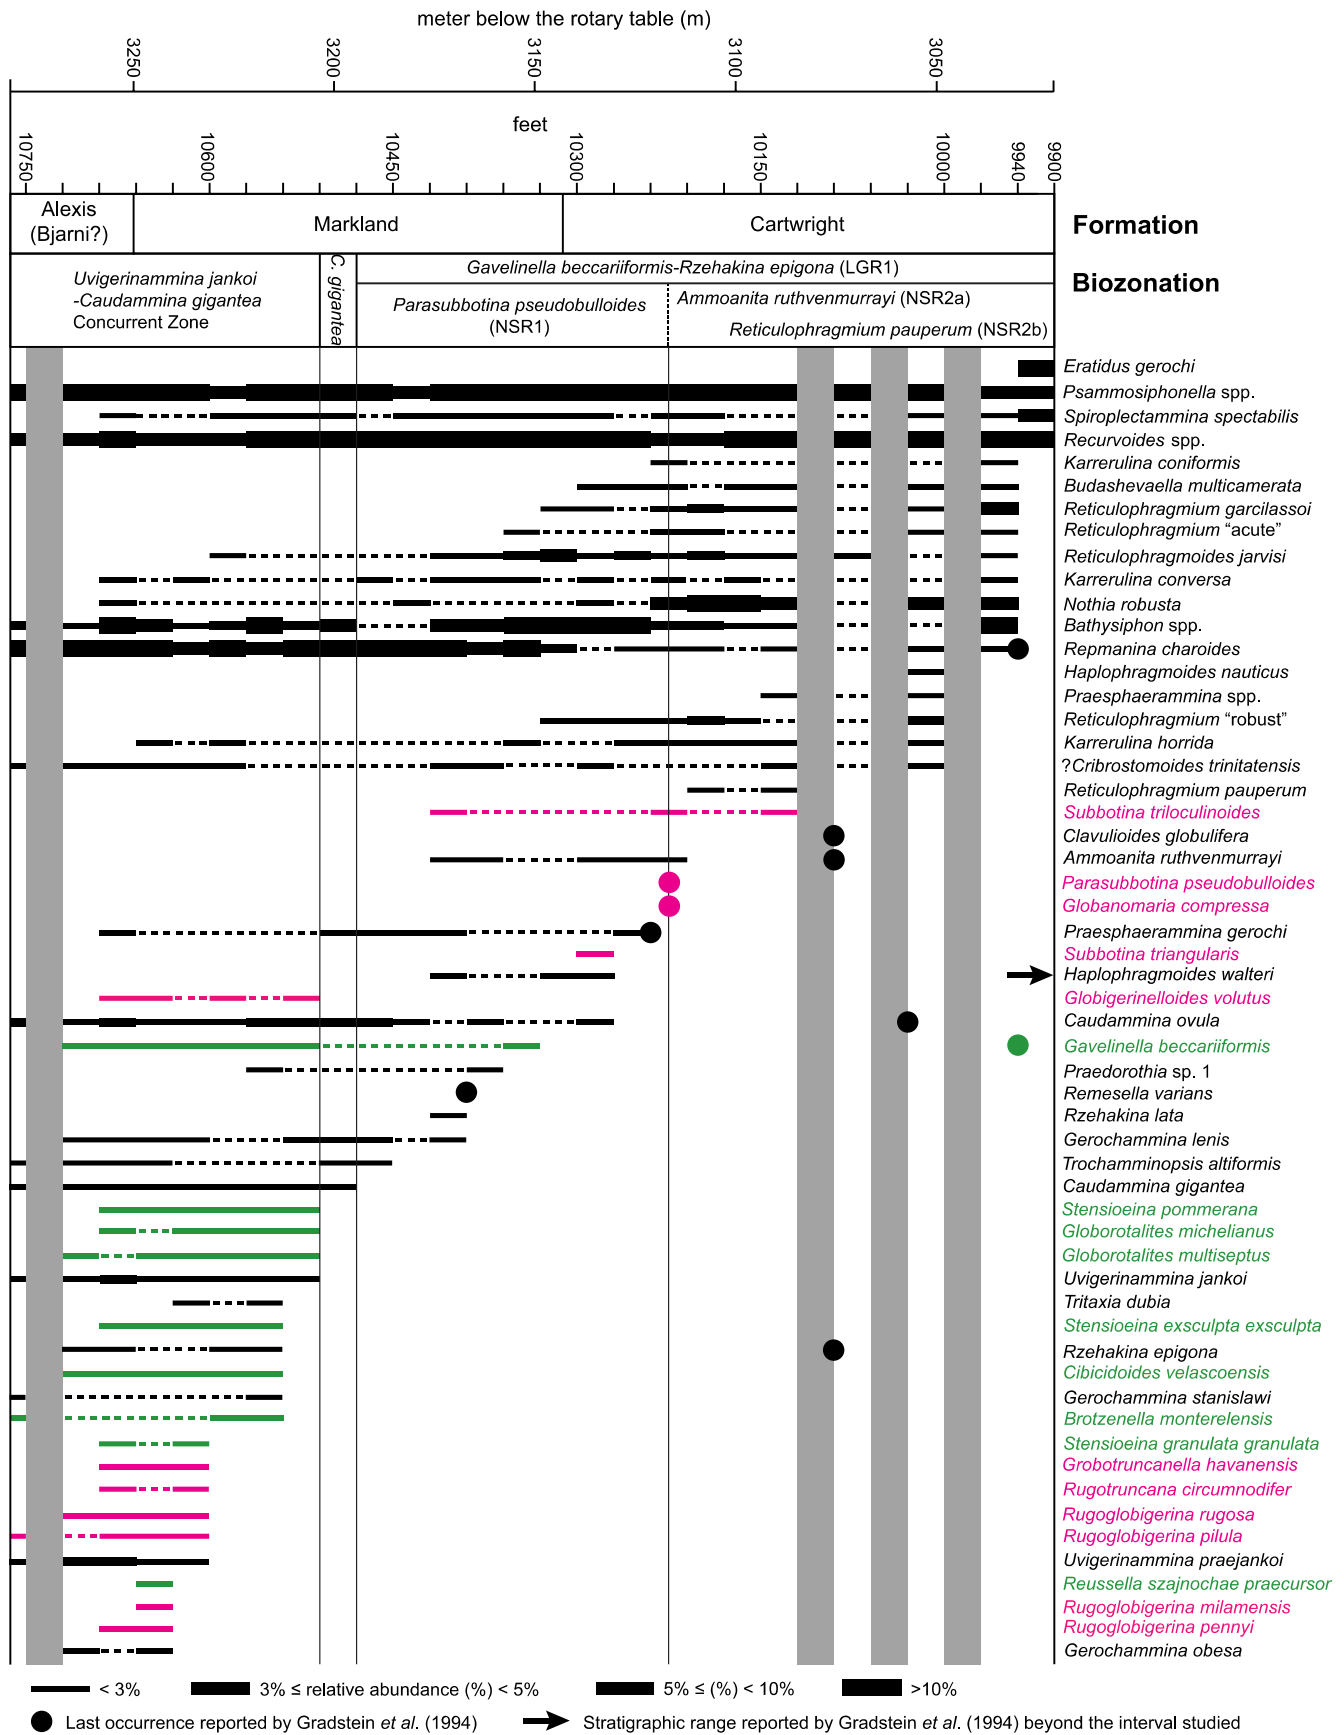 meter below the rotary table (m)
3250
3200
3150
3100
3050
feet
10750
10600
10450
10300
10150
10000
9940
9900
Alexis
(Bjarni?)
Markland
Cartwright
Formation
Uvigerinammina jankoi
-Caudammina gigantea
Concurrent Zone
C. gigantea
Gavelinella beccariiformis-Rzehakina epigona (LGR1)
Parasubbotina pseudobulloides
(NSR1)
Ammoanita ruthvenmurrayi (NSR2a)
Reticulophragmium pauperum (NSR2b)
Biozonation
Eratidus gerochi
Psammosiphonella spp.
Spiroplectammina spectabilis
Recurvoides spp.
Karrerulina coniformis
Budashevaella multicamerata
Reticulophragmium garcilassoi
Reticulophragmium “acute”
Reticulophragmoides jarvisi
Karrerulina conversa
Nothia robusta
Bathysiphon spp.
Repmanina charoides
Haplophragmoides nauticus
Praesphaerammina spp.
Reticulophragmium “robust”
Karrerulina horrida
?Cribrostomoides trinitatensis
Reticulophragmium pauperum
Subbotina triloculinoides
Clavulioides globulifera
Ammoanita ruthvenmurrayi
Parasubbotina pseudobulloides
Globanomaria compressa
Praesphaerammina gerochi
Subbotina triangularis
Haplophragmoides walteri
Globigerinelloides volutus
Caudammina ovula
Gavelinella beccariiformis
Praedorothia sp. 1
Remesella varians
Rzehakina lata
Gerochammina lenis
Trochamminopsis altiformis
Caudammina gigantea
Stensioeina pommerana
Globorotalites michelianus
Globorotalites multiseptus
Uvigerinammina jankoi
Tritaxia dubia
Stensioeina exsculpta exsculpta
Rzehakina epigona
Cibicidoides velascoensis
Gerochammina stanislawi
Brotzenella monterelensis
Stensioeina granulata granulata
Grobotruncanella havanensis
Rugotruncana circumnodifer
Rugoglobigerina rugosa
Rugoglobigerina pilula
Uvigerinammina praejankoi
Reussella szajnochae praecursor
Rugoglobigerina milamensis
Rugoglobigerina pennyi
Gerochammina obesa
< 3%
3% ≤ relative abundance (%) < 5%
5% ≤ (%) < 10%
>10%
Last occurrence reported by Gradstein et al. (1994)
Stratigraphic range reported by Gradstein et al. (1994) beyond the interval studied